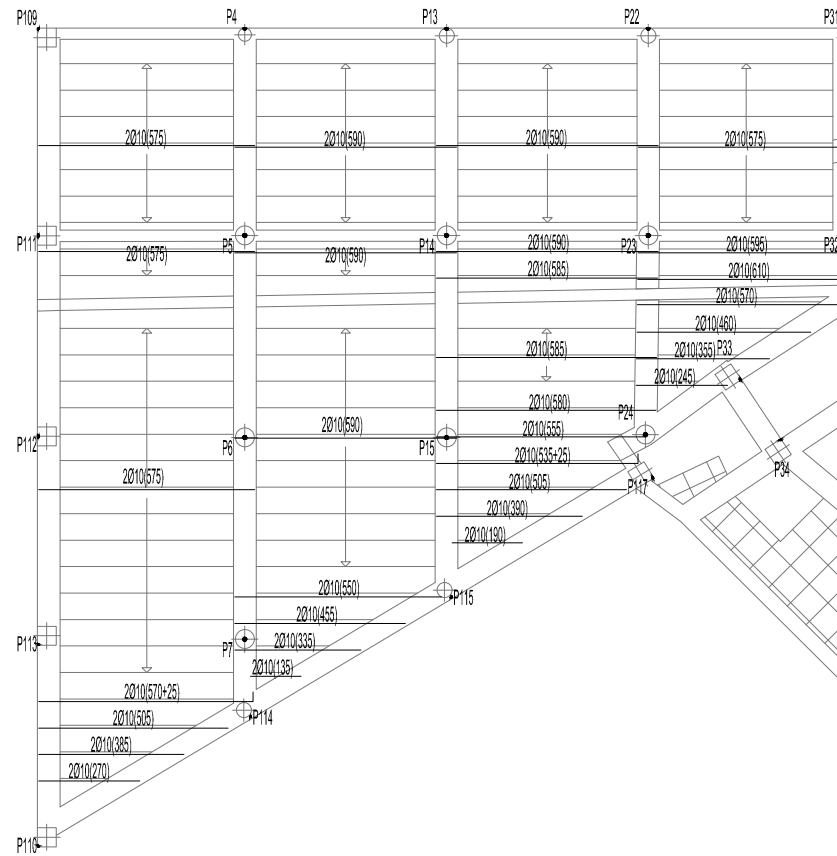 P109 P4 P13 P22 P31
2Ø10(575) 2Ø10(590) 2Ø10(590) 2Ø10(575)
P111 P5 P14 P23 P32
2Ø10(575) 2Ø10(590) 2Ø10(590) 2Ø10(595)
2Ø10(585) 2Ø10(610)
2Ø10(570)
2Ø10(460)
2Ø10(585) 2Ø10(355) P33
2Ø10(245)
2Ø10(580) P24
P112 P6 2Ø10(590) P15 2Ø10(555)
2Ø10(535+25) P34
2Ø10(575) 2Ø10(505) P117
2Ø10(390)
2Ø10(190)
2Ø10(550) P115
2Ø10(455)
P113 P7 2Ø10(335)
2Ø10(135)
2Ø10(570+25)
2Ø10(505) P114
2Ø10(385)
2Ø10(270)
P110